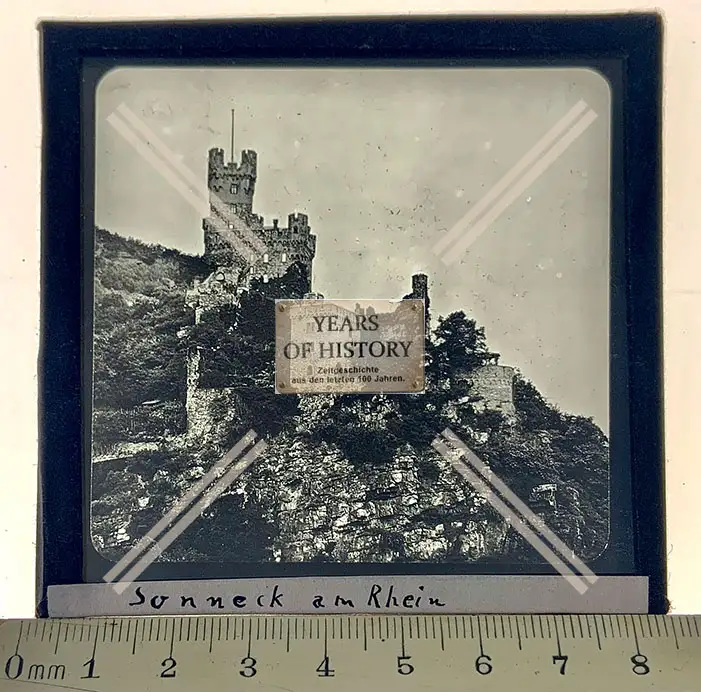 YEARS
OF HISTORY
Zeitgeschichte
aus den letzten 100 Jahren.
Sonneck am Rhein
0mm 1 2 3 4 5 6 7 8